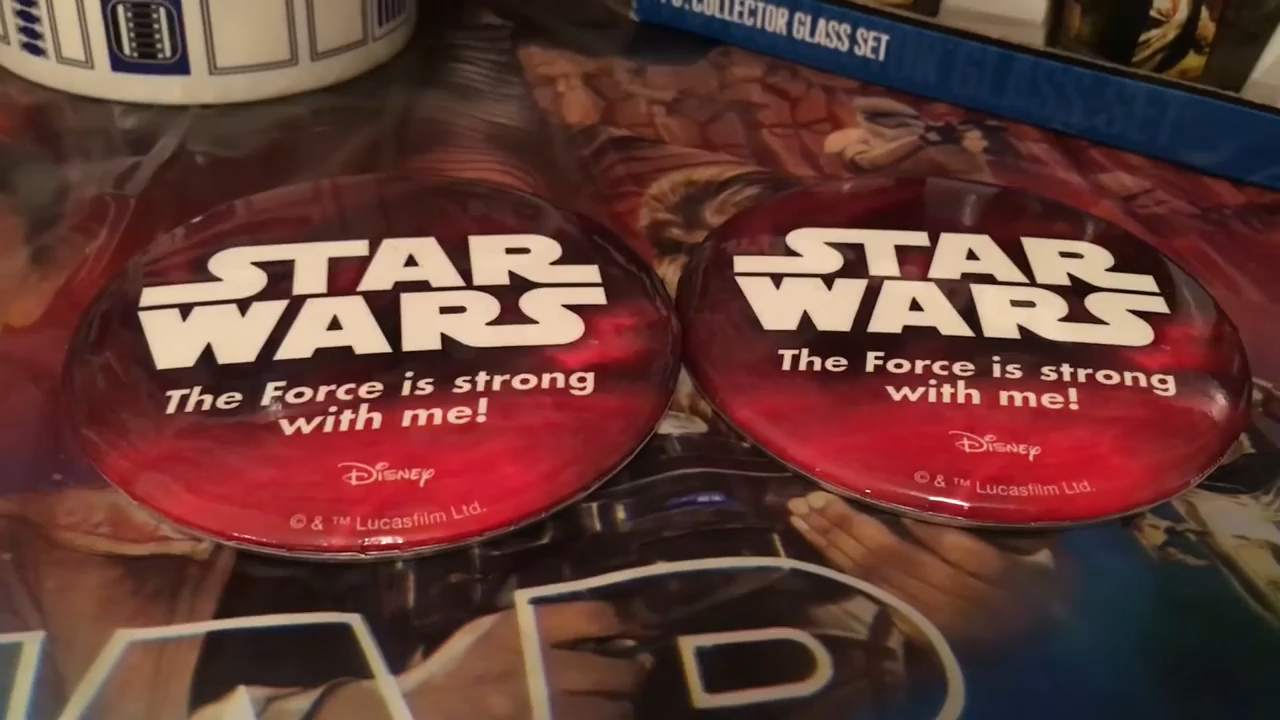 COLLECTOR GLASS SET
STAR
WARS
The Force is strong
with me!
Disney
© & ™ Lucasfilm Ltd.
STAR
WARS
The Force is strong
with me!
Disney
© & ™ Lucasfilm Ltd.
AR